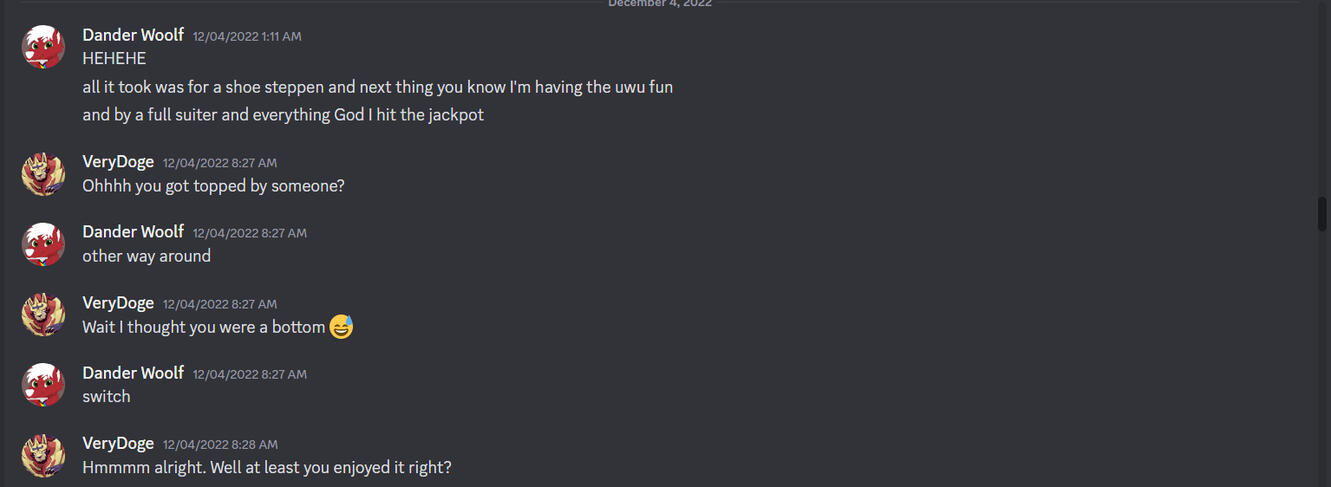 December 4, 2022
Dander Woolf 12/04/2022 1:11 AM
HEHEHE
all it took was for a shoe steppen and next thing you know I'm having the uwu fun
and by a full suiter and everything God I hit the jackpot
VeryDoge 12/04/2022 8:27 AM
Ohhhh you got topped by someone?
Dander Woolf 12/04/2022 8:27 AM
other way around
VeryDoge 12/04/2022 8:27 AM
Wait I thought you were a bottom 😅
Dander Woolf 12/04/2022 8:27 AM
switch
VeryDoge 12/04/2022 8:28 AM
Hmmmm alright. Well at least you enjoyed it right?